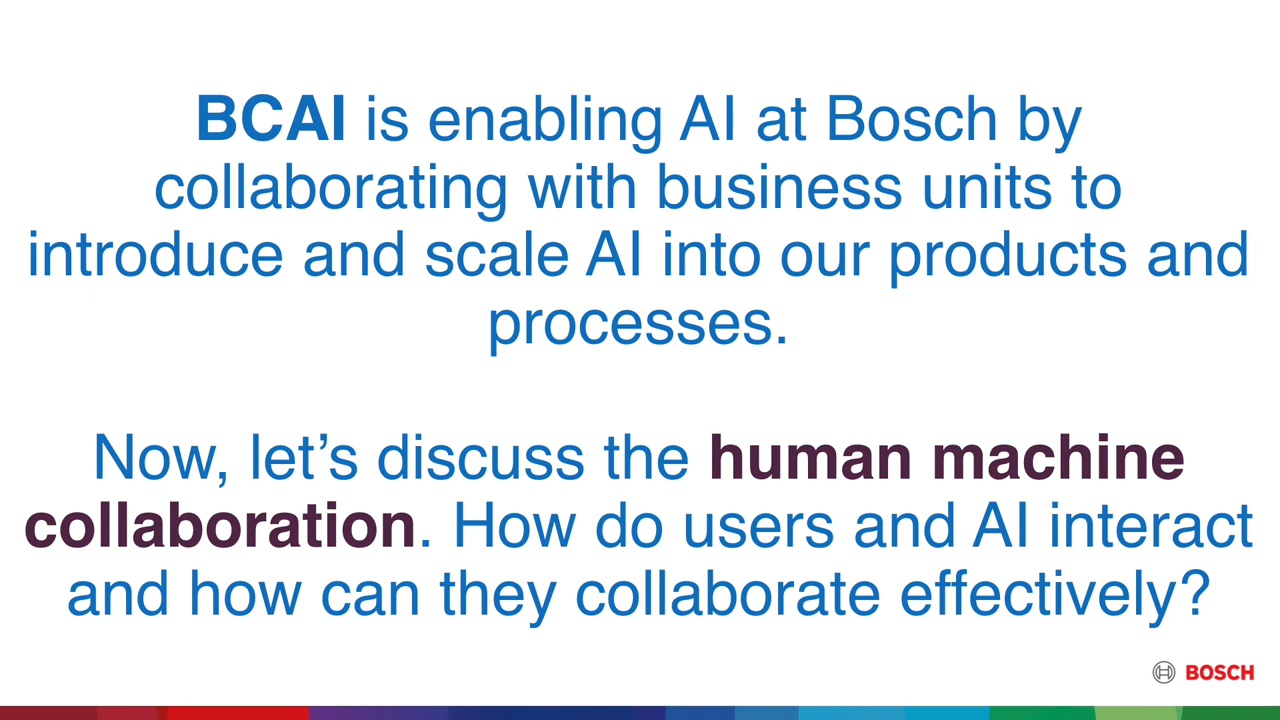 BCAI is enabling AI at Bosch by
collaborating with business units to
introduce and scale AI into our products and
processes.
Now, let’s discuss the human machine
collaboration. How do users and AI interact
and how can they collaborate effectively?
BOSCH